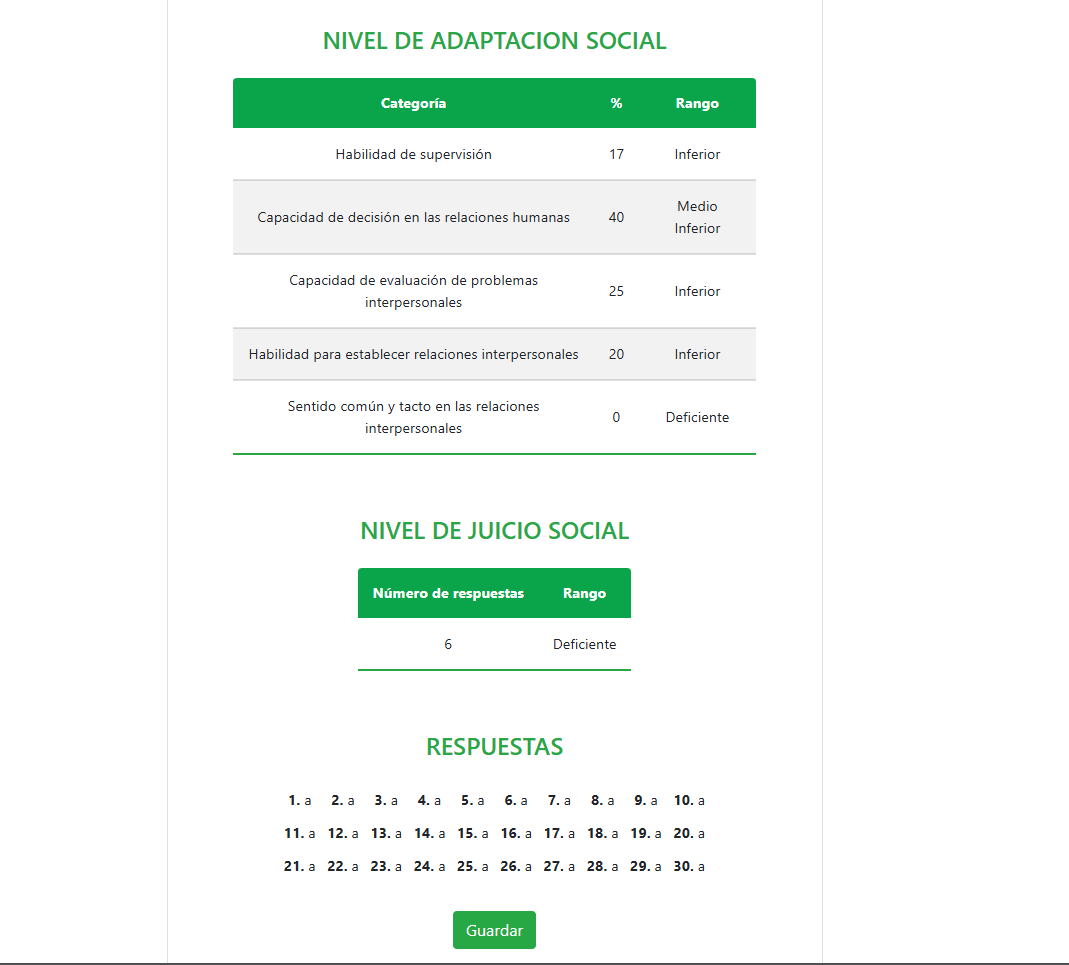 NIVEL DE ADAPTACION SOCIAL
Categoría % Rango
Habilidad de supervisión 17 Inferior
Capacidad de decisión en las relaciones humanas 40 Medio
Inferior
Capacidad de evaluación de problemas
interpersonales 25 Inferior
Habilidad para establecer relaciones interpersonales 20 Inferior
Sentido común y tacto en las relaciones
interpersonales 0 Deficiente
NIVEL DE JUICIO SOCIAL
Número de respuestas Rango
6 Deficiente
RESPUESTAS
1. a 2. a 3. a 4. a 5. a 6. a 7. a 8. a 9. a 10. a
11. a 12. a 13. a 14. a 15. a 16. a 17. a 18. a 19. a 20. a
21. a 22. a 23. a 24. a 25. a 26. a 27. a 28. a 29. a 30. a
Guardar